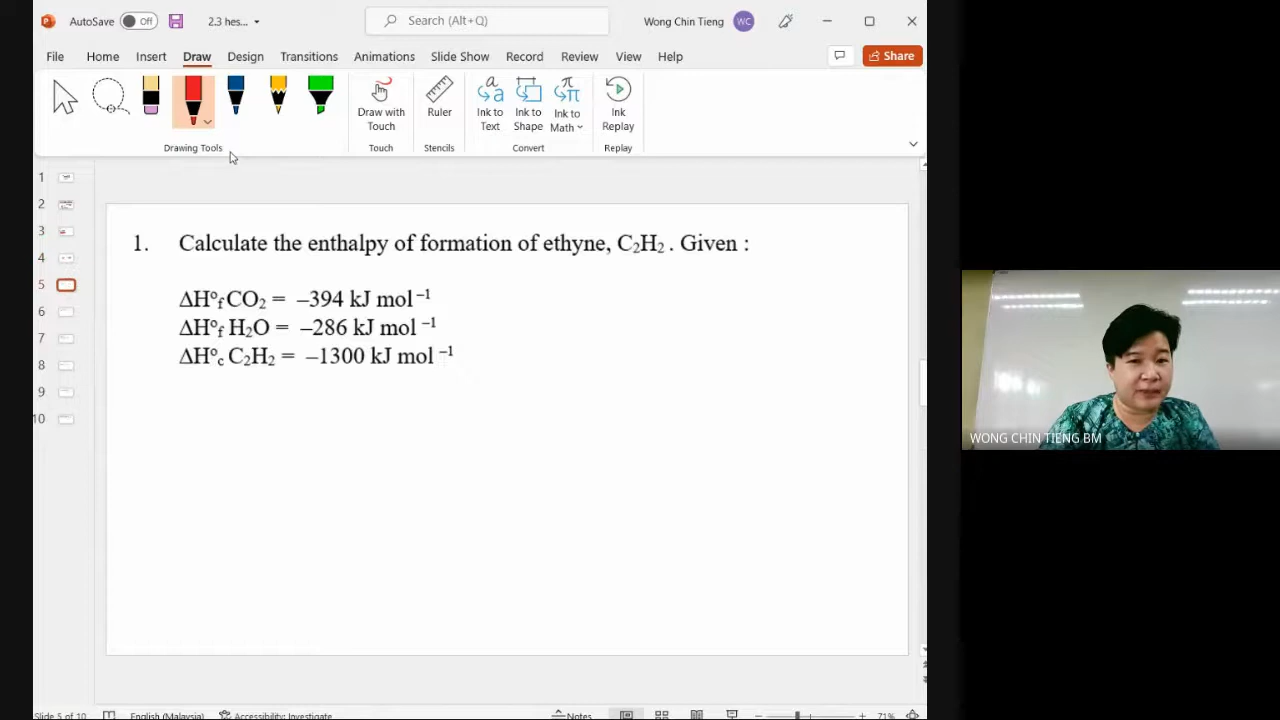 AutoSave Off 2.3 hes... Search (Alt+Q) Wong Chin Tieng WC
File Home Insert Draw Design Transitions Animations Slide Show Record Review View Help Share
Draw with Touch
Ruler
Ink to Text
Ink to Shape
Ink to Math
Ink Replay
Drawing Tools Touch Stencils Convert Replay
1
2
3
4
5
6
7
8
9
10
1. Calculate the enthalpy of formation of ethyne, C₂H₂ . Given :
ΔH°f CO₂ = –394 kJ mol ⁻¹
ΔH°f H₂O = –286 kJ mol ⁻¹
ΔH°c C₂H₂ = –1300 kJ mol ⁻¹
WONG CHIN TIENG BM
Slide 5 of 10 English (Malaysia) Accessibility: Investigate Notes 71%